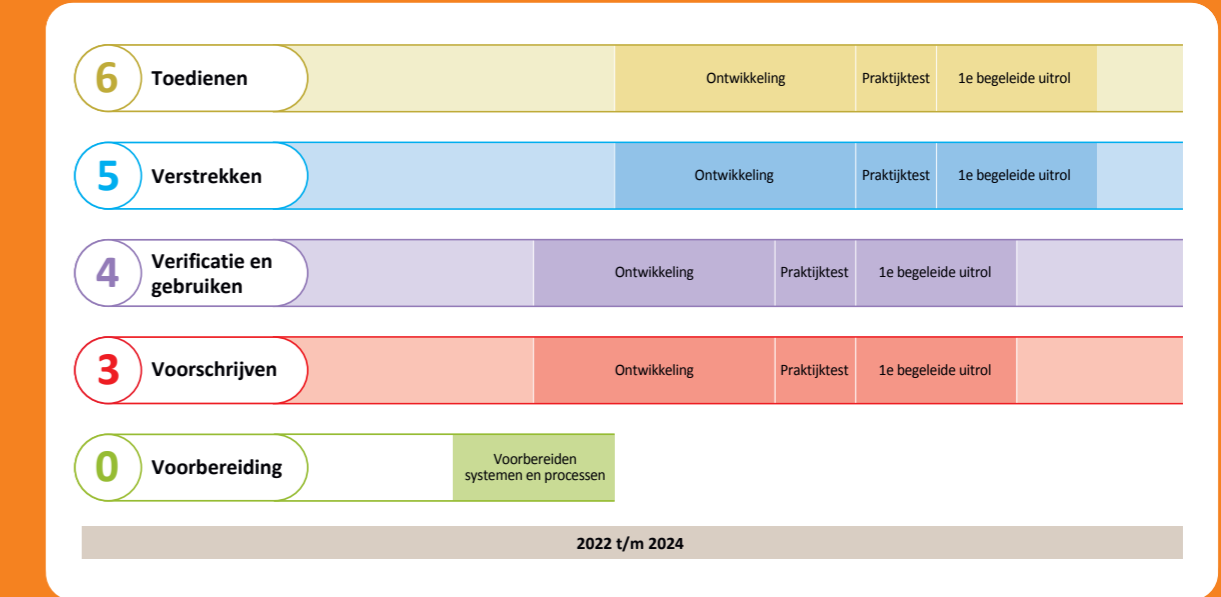 6
Toedienen
Ontwikkeling
Praktijktest
1e begeleide uitrol
5
Verstrekken
Ontwikkeling
Praktijktest
1e begeleide uitrol
4
Verificatie en
gebruiken
Ontwikkeling
Praktijktest
1e begeleide uitrol
3
Voorschrijven
Ontwikkeling
Praktijktest
1e begeleide uitrol
0
Voorbereiding
Voorbereiden
systemen en processen
2022 t/m 2024